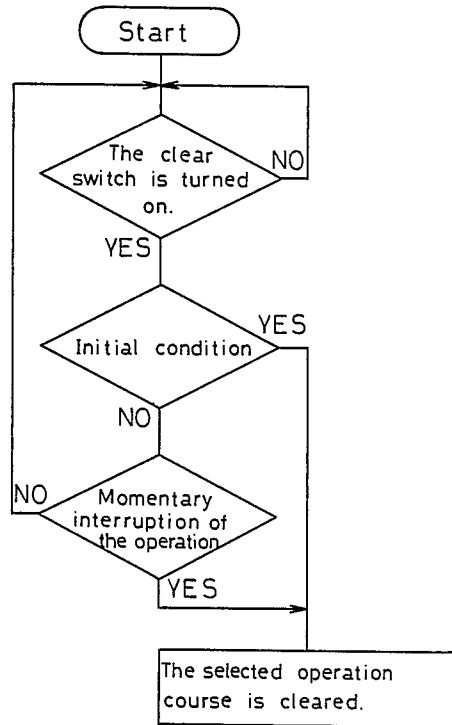 Start
The clear
switch is turned
on.
NO
YES
Initial condition
YES
NO
NO
Momentary
interruption of
the operation
YES
The selected operation
course is cleared.